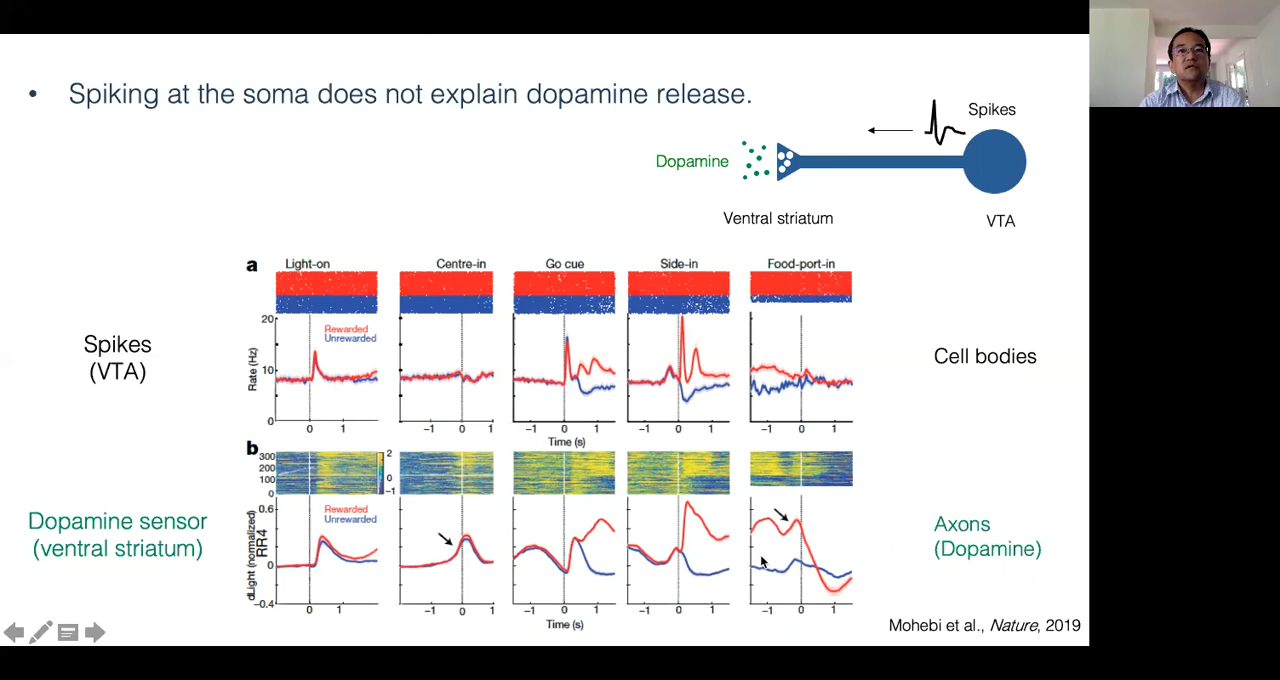 • Spiking at the soma does not explain dopamine release.
Spikes
Dopamine
Ventral striatum
VTA
a
Light-on
Centre-in
Go cue
Side-in
Food-port-in
Spikes
(VTA)
Rate (Hz)
20
10
0
Rewarded
Unrewarded
0 1
−1 0 1
−1 0 1
−1 0 1
−1 0 1
Time (s)
Cell bodies
b
300
200
100
0
2
0
−1
Dopamine sensor
(ventral striatum)
dLight (normalized)
RR4
0.6
0
−0.4
Rewarded
Unrewarded
0 1
−1 0 1
−1 0 1
−1 0 1
−1 0 1
Time (s)
Axons
(Dopamine)
Mohebi et al., Nature, 2019